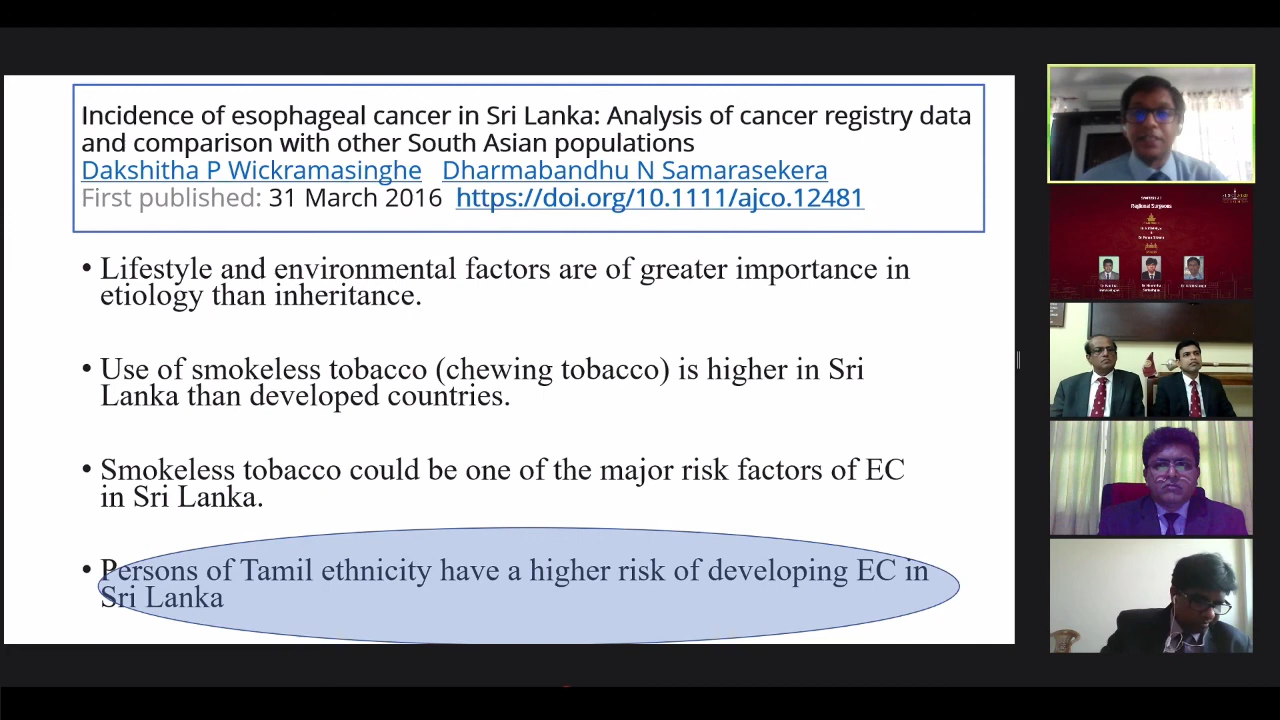 Incidence of esophageal cancer in Sri Lanka: Analysis of cancer registry data
and comparison with other South Asian populations
Dakshitha P Wickramasinghe Dharmabandhu N Samarasekera
First published: 31 March 2016 https://doi.org/10.1111/ajco.12481
• Lifestyle and environmental factors are of greater importance in
etiology than inheritance.
• Use of smokeless tobacco (chewing tobacco) is higher in Sri
Lanka than developed countries.
• Smokeless tobacco could be one of the major risk factors of EC
in Sri Lanka.
• Persons of Tamil ethnicity have a higher risk of developing EC in
Sri Lanka
Regional Surgeons